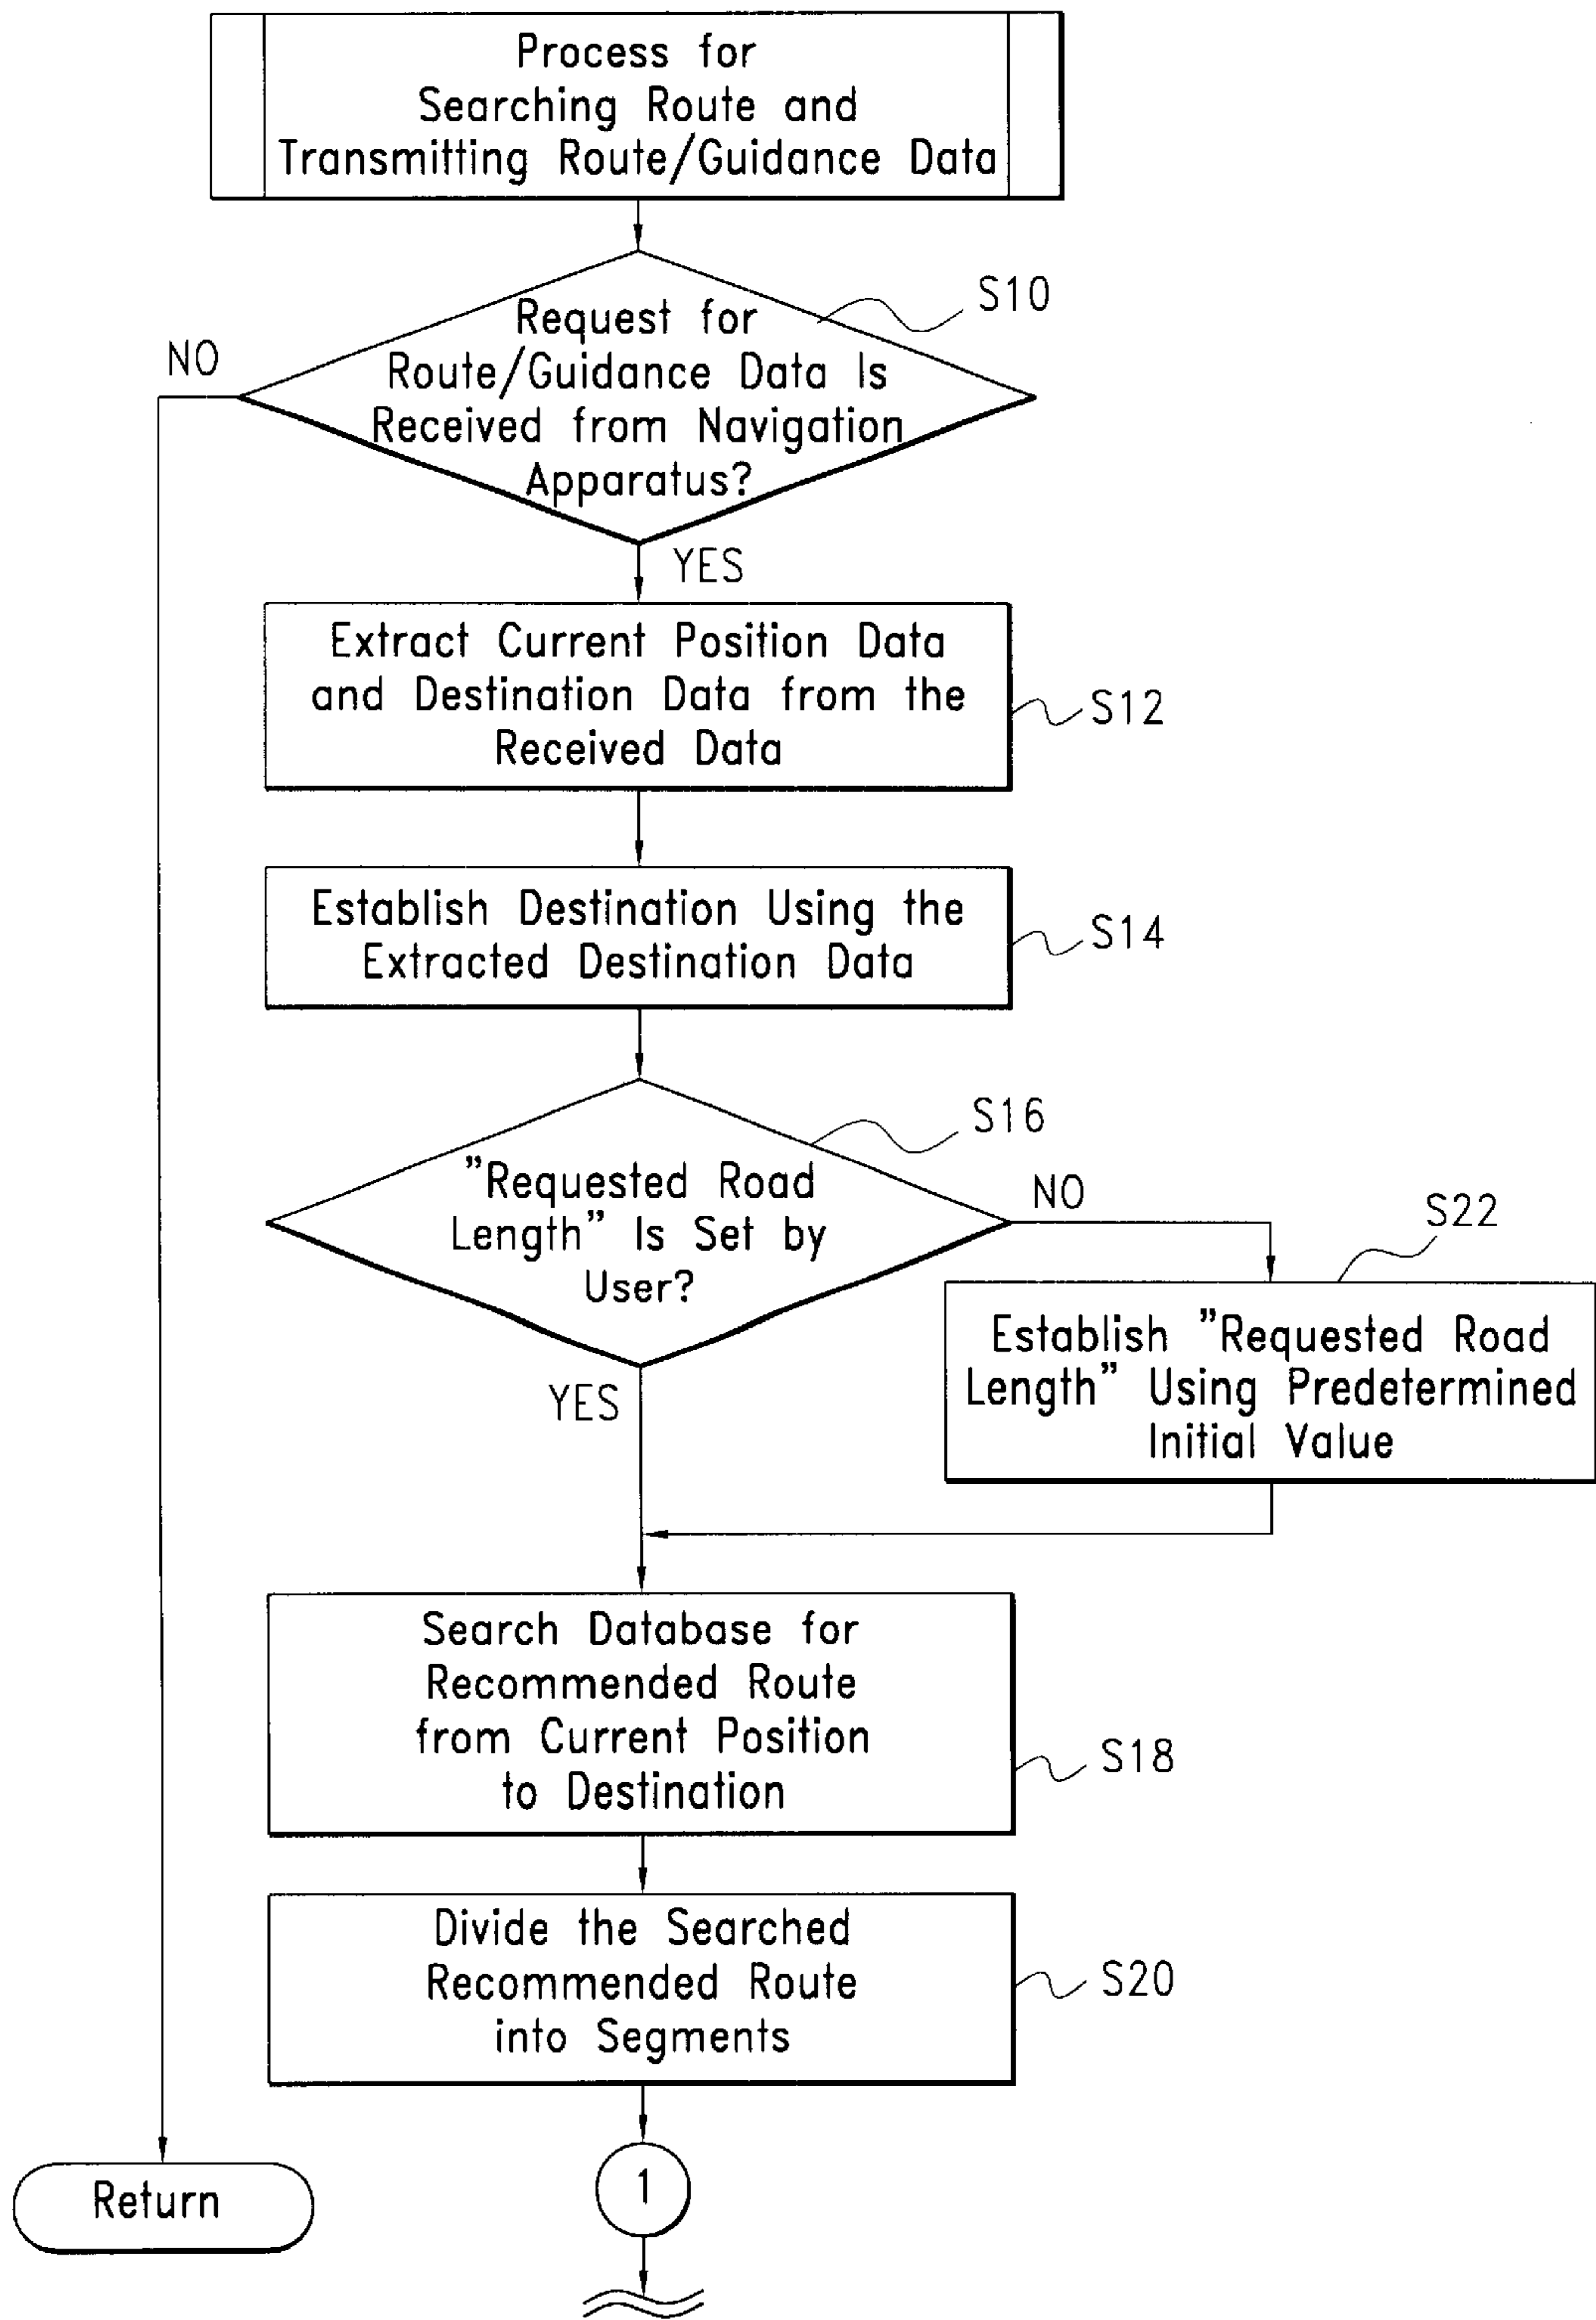 Process for
Searching Route and
Transmitting Route/Guidance Data
S10
Request for
Route/Guidance Data Is
Received from Navigation
Apparatus?
NO
YES
Extract Current Position Data
and Destination Data from the
Received Data
S12
Establish Destination Using the
Extracted Destination Data
S14
S16
"Requested Road
Length" Is Set by
User?
NO
YES
S22
Establish "Requested Road
Length" Using Predetermined
Initial Value
Search Database for
Recommended Route
from Current Position
to Destination
S18
Divide the Searched
Recommended Route
into Segments
S20
Return
1